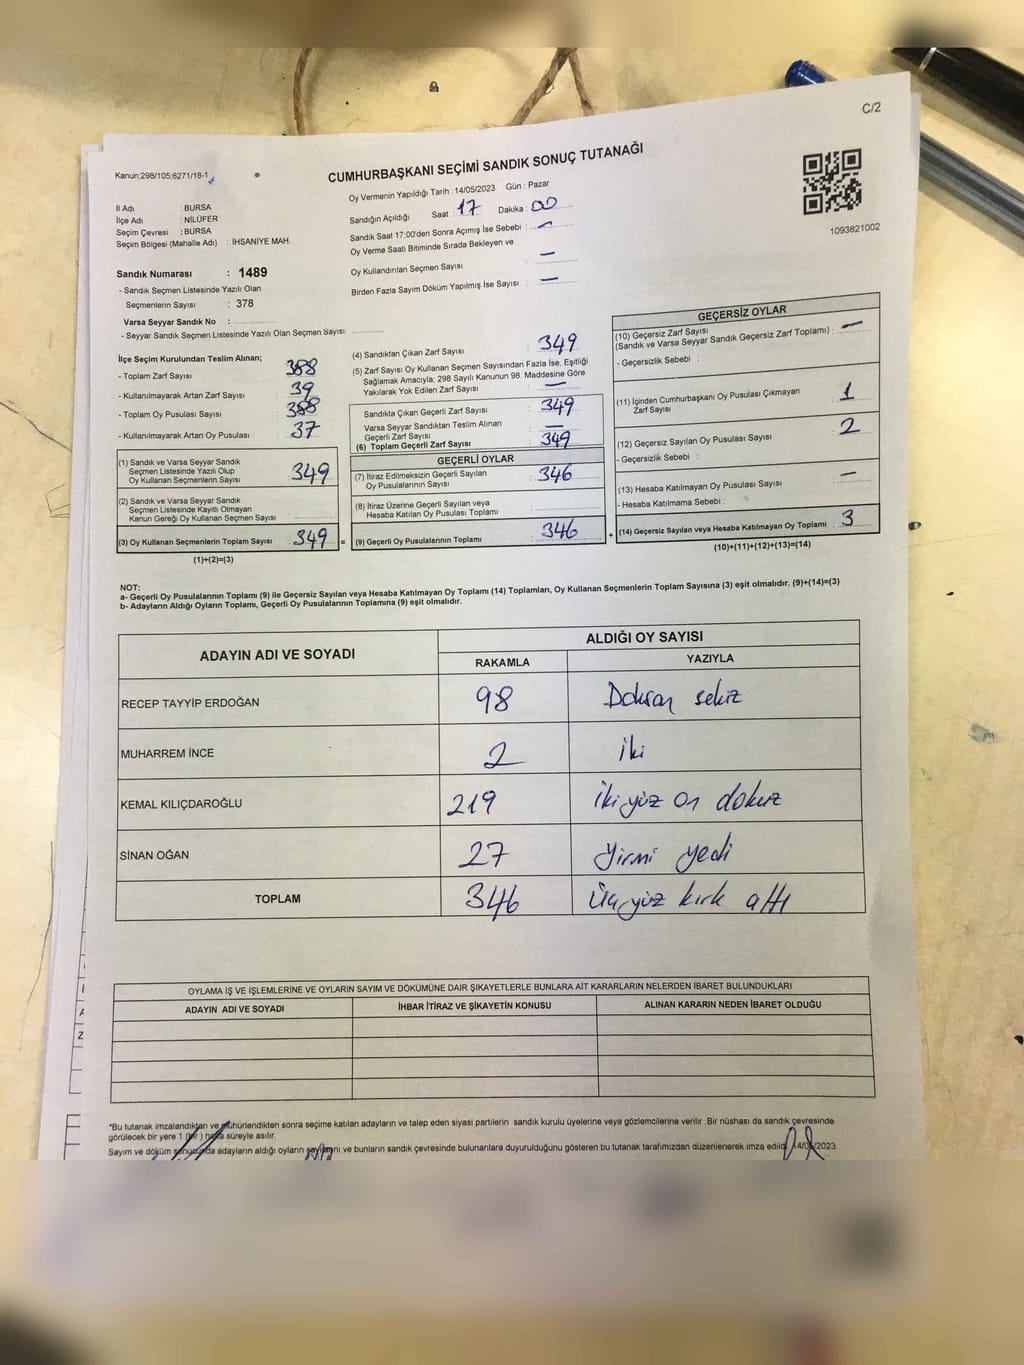 C/2
Kanun;298/105;6271/18-1
CUMHURBAŞKANI SEÇİMİ SANDIK SONUÇ TUTANAĞI
İl Adı : BURSA
İlçe Adı : NİLÜFER
Seçim Çevresi : BURSA
Seçim Bölgesi (Mahalle Adı) : İHSANİYE MAH.
Oy Vermenin Yapıldığı Tarih :14/05/2023 Gün : Pazar
Sandığın Açıldığı Saat : 17 Dakika : 00
Sandık Saat 17:00'den Sonra Açımış İse Sebebi : —
Oy Verme Saati Bitiminde Sırada Bekleyen ve
Oy Kullandırılan Seçmen Sayısı : —
Birden Fazla Sayım Döküm Yapılmış İse Sayısı : —
1093821002
Sandık Numarası : 1489
- Sandık Seçmen Listesinde Yazılı Olan
Seçmenlerin Sayısı : 378
Varsa Seyyar Sandık No :
- Seyyar Sandık Seçmen Listesinde Yazılı Olan Seçmen Sayısı:
İlçe Seçim Kurulundan Teslim Alınan;
- Toplam Zarf Sayısı : 388
- Kullanılmayarak Artan Zarf Sayısı : 39
- Toplam Oy Pusulası Sayısı : 388
- Kullanılmayarak Artan Oy Pusulası : 37
(1) Sandık ve Varsa Seyyar Sandık
Seçmen Listesinde Yazılı Olup
Oy Kullanan Seçmenlerin Sayısı : 349
(2) Sandık ve Varsa Seyyar Sandık
Seçmen Listesinde Kayıtlı Olmayan
Kanun Gereği Oy Kullanan Seçmen Sayısı :
(3) Oy Kullanan Seçmenlerin Toplam Sayısı : 349 =
(1)+(2)=(3)
(4) Sandıktan Çıkan Zarf Sayısı : 349
(5) Zarf Sayısı Oy Kullanan Seçmen Sayısından Fazla İse, Eşitliği
Sağlamak Amacıyla; 298 Sayılı Kanunun 98. Maddesine Göre
Yakılarak Yok Edilen Zarf Sayısı : —
Sandıkta Çıkan Geçerli Zarf Sayısı : 349
Varsa Seyyar Sandıktan Teslim Alınan
Geçerli Zarf Sayısı : —
(6) Toplam Geçerli Zarf Sayısı : 349
GEÇERLİ OYLAR
(7) İtiraz Edilmeksizin Geçerli Sayılan
Oy Pusulalarının Sayısı : 346
(8) İtiraz Üzerine Geçerli Sayılan veya
Hesaba Katılan Oy Pusulası Toplamı :
(9) Geçerli Oy Pusulalarının Toplamı : 346 +
GEÇERSİZ OYLAR
(10) Geçersiz Zarf Sayısı
(Sandık ve Varsa Seyyar Sandık Geçersiz Zarf Toplamı) : —
- Geçersizlik Sebebi :
(11) İçinden Cumhurbaşkanı Oy Pusulası Çıkmayan
Zarf Sayısı : 1
(12) Geçersiz Sayılan Oy Pusulası Sayısı : 2
- Geçersizlik Sebebi :
(13) Hesaba Katılmayan Oy Pusulası Sayısı : —
- Hesaba Katılmama Sebebi :
(14) Geçersiz Sayılan veya Hesaba Katılmayan Oy Toplamı : 3
(10)+(11)+(12)+(13)=(14)
NOT:
a- Geçerli Oy Pusulalarının Toplamı (9) ile Geçersiz Sayılan veya Hesaba Katılmayan Oy Toplamı (14) Toplamları, Oy Kullanan Seçmenlerin Toplam Sayısına (3) eşit olmalıdır. (9)+(14)=(3)
b- Adayların Aldığı Oyların Toplamı, Geçerli Oy Pusulalarının Toplamına (9) eşit olmalıdır.
ADAYIN ADI VE SOYADI
ALDIĞI OY SAYISI
RAKAMLA YAZIYLA
RECEP TAYYİP ERDOĞAN 98 Doksan sekiz
MUHARREM İNCE 2 iki
KEMAL KILIÇDAROĞLU 219 ikiyüz on dokuz
SİNAN OĞAN 27 yirmi yedi
TOPLAM 346 Üçyüz kırk altı
OYLAMA İŞ VE İŞLEMLERİNE VE OYLARIN SAYIM VE DÖKÜMÜNE DAİR ŞİKAYETLERLE BUNLARA AİT KARARLARIN NELERDEN İBARET BULUNDUKLARI
ADAYIN ADI VE SOYADI İHBAR İTİRAZ VE ŞİKAYETİN KONUSU ALINAN KARARIN NEDEN İBARET OLDUĞU
*Bu tutanak imzalandıktan ve mühürlendikten sonra seçime katılan adayların ve talep eden siyasi partilerin sandık kurulu üyelerine veya gözlemcilerine verilir. Bir nüshası da sandık çevresinde
görülecek bir yere 1 (bir) hafta süreyle asılır.
Sayım ve döküm sonucunda adayların aldığı oyların sayılarını ve bunların sandık çevresinde bulunanlara duyurulduğunu gösteren bu tutanak tarafımızdan düzenlenerek imza edildi. 14/05/2023